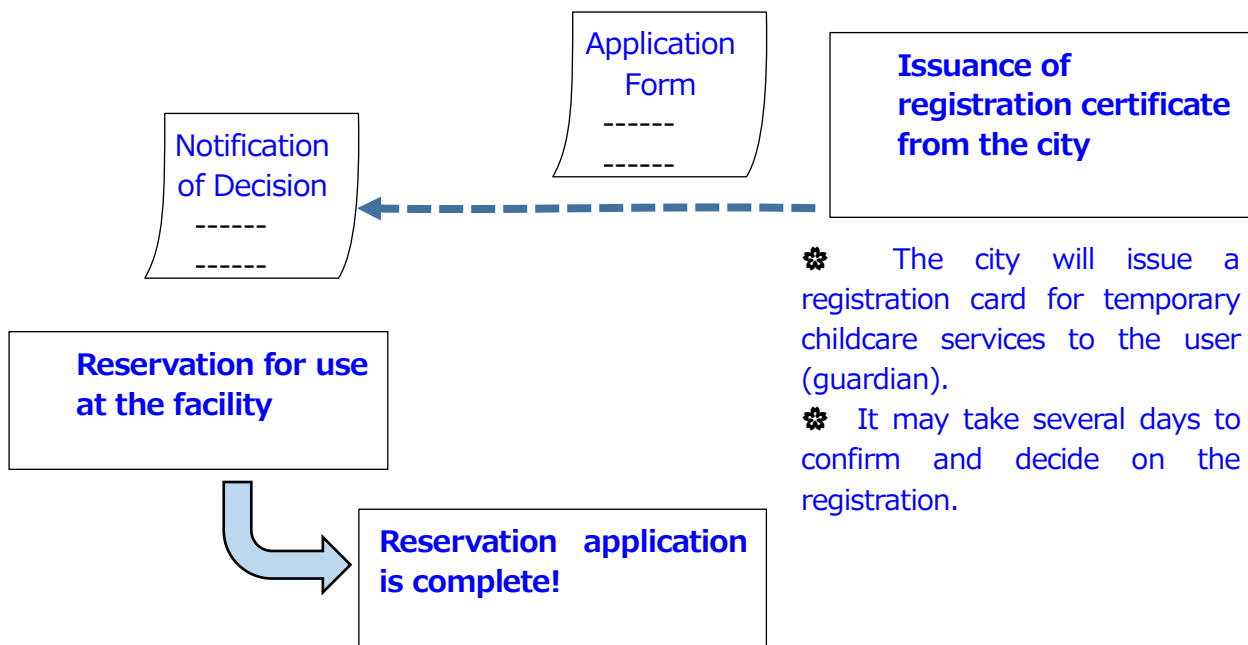 Application
Form
------
------
Issuance of
registration certificate
from the city
Notification
of Decision
------
------
❀ The city will issue a
registration card for temporary
childcare services to the user
(guardian).
❀ It may take several days to
confirm and decide on the
registration.
Reservation for use
at the facility
Reservation application
is complete!